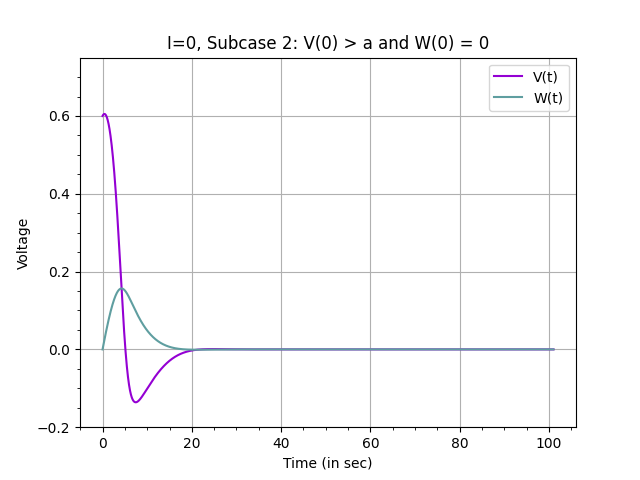 I=0, Subcase 2: V(0) > a and W(0) = 0
V(t)
W(t)
0.6
0.4
0.2
0.0
−0.2
Voltage
0 20 40 60 80 100
Time (in sec)